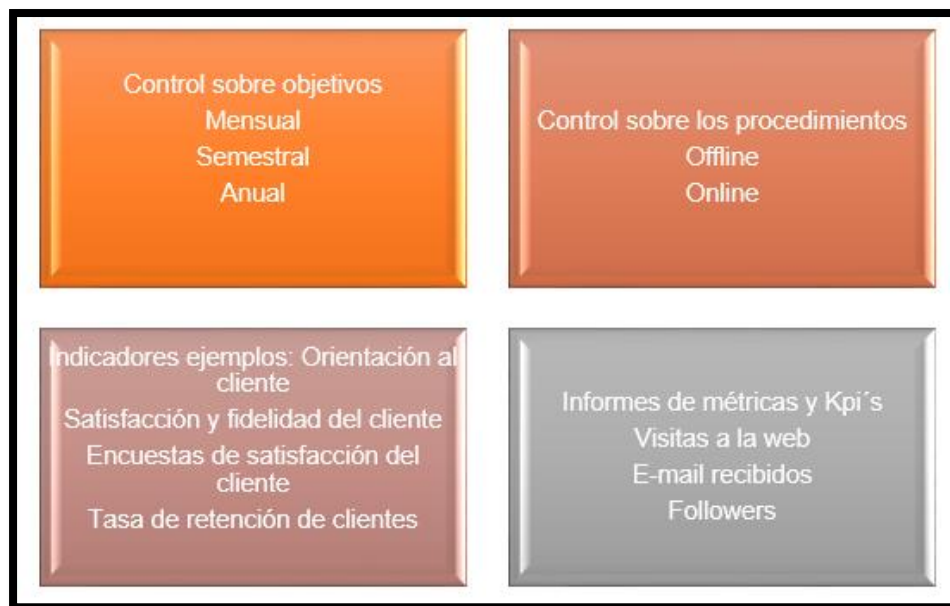 Control sobre objetivos
Mensual
Semestral
Anual
Control sobre los procedimientos
Offline
Online
Indicadores ejemplos: Orientación al
cliente
Satisfacción y fidelidad del cliente
Encuestas de satisfacción del
cliente
Tasa de retención de clientes
Informes de métricas y Kpi´s
Visitas a la web
E-mail recibidos
Followers